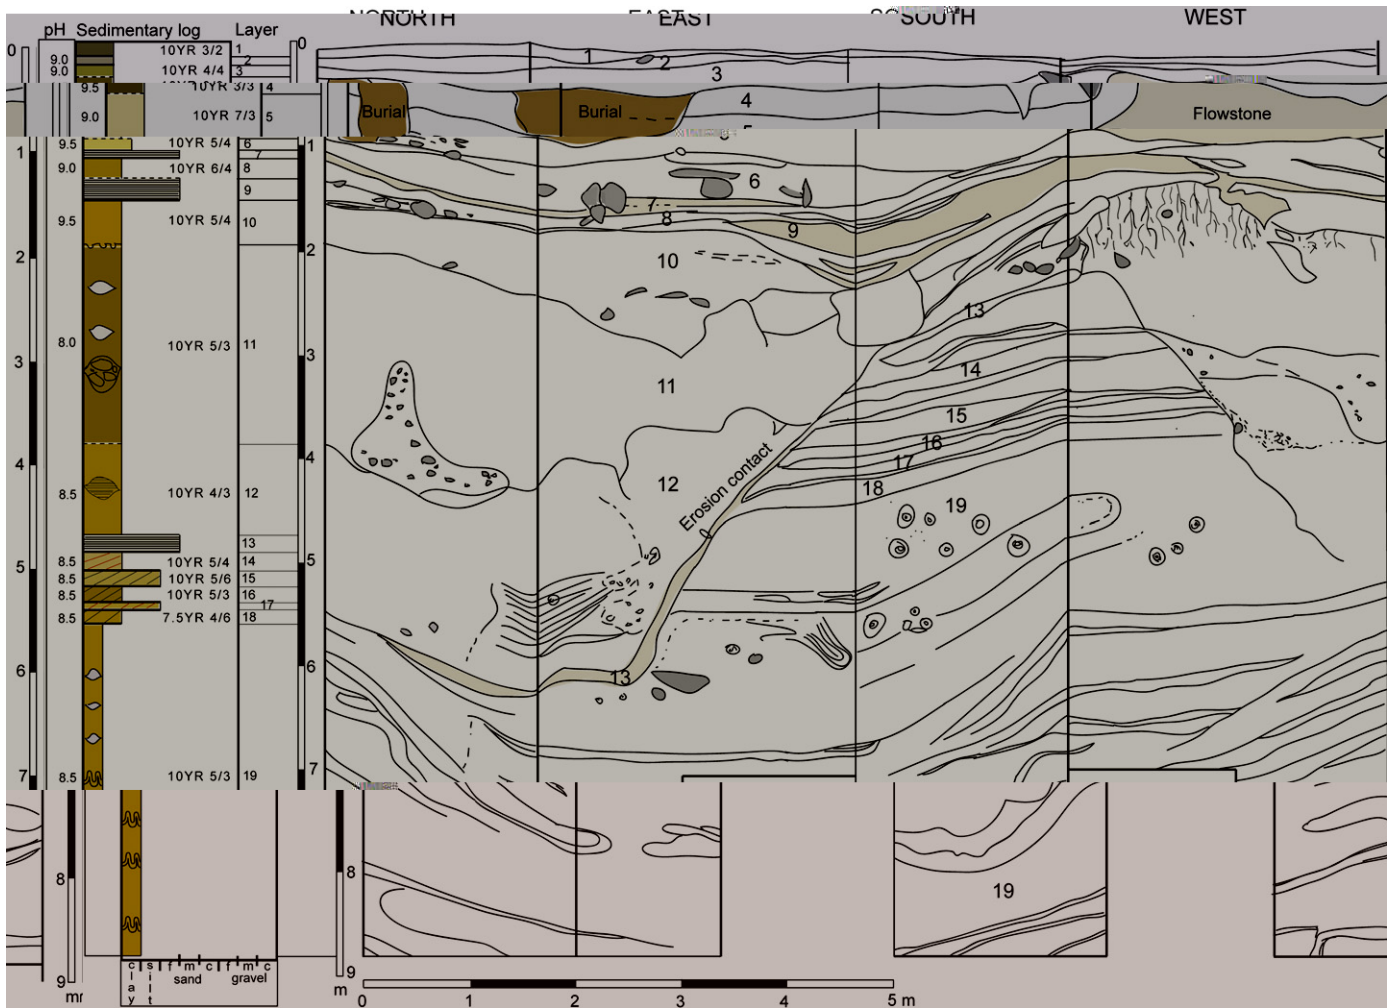 NORTH EAST SOUTH WEST
pH Sedimentary log Layer
0 0
9.0 10YR 3/2 1
2
9.0 10YR 4/4 3
9.5 10YR 3/3 4
9.0 10YR 7/3 5
9.5 10YR 5/4 6
7
9.0 10YR 6/4 8
9
9.5 10YR 5/4 10
8.0 10YR 5/3 11
8.5 10YR 4/3 12
13
8.5 10YR 5/4 14
8.5 10YR 5/6 15
8.5 10YR 5/3 16
17
8.5 7.5YR 4/6 18
8.5 10YR 5/3 19
1
2
3
4
5
6
7
8
9
m
1
2
3
4
5
6
7
8
9
m
clay silt f m c f m c
sand gravel
1
2
3
4
Burial
Burial
Flowstone
6
7
8
9
10
11
12
Erosion contact
13
13
14
15
16
17
18
19
19
0 1 2 3 4 5 m